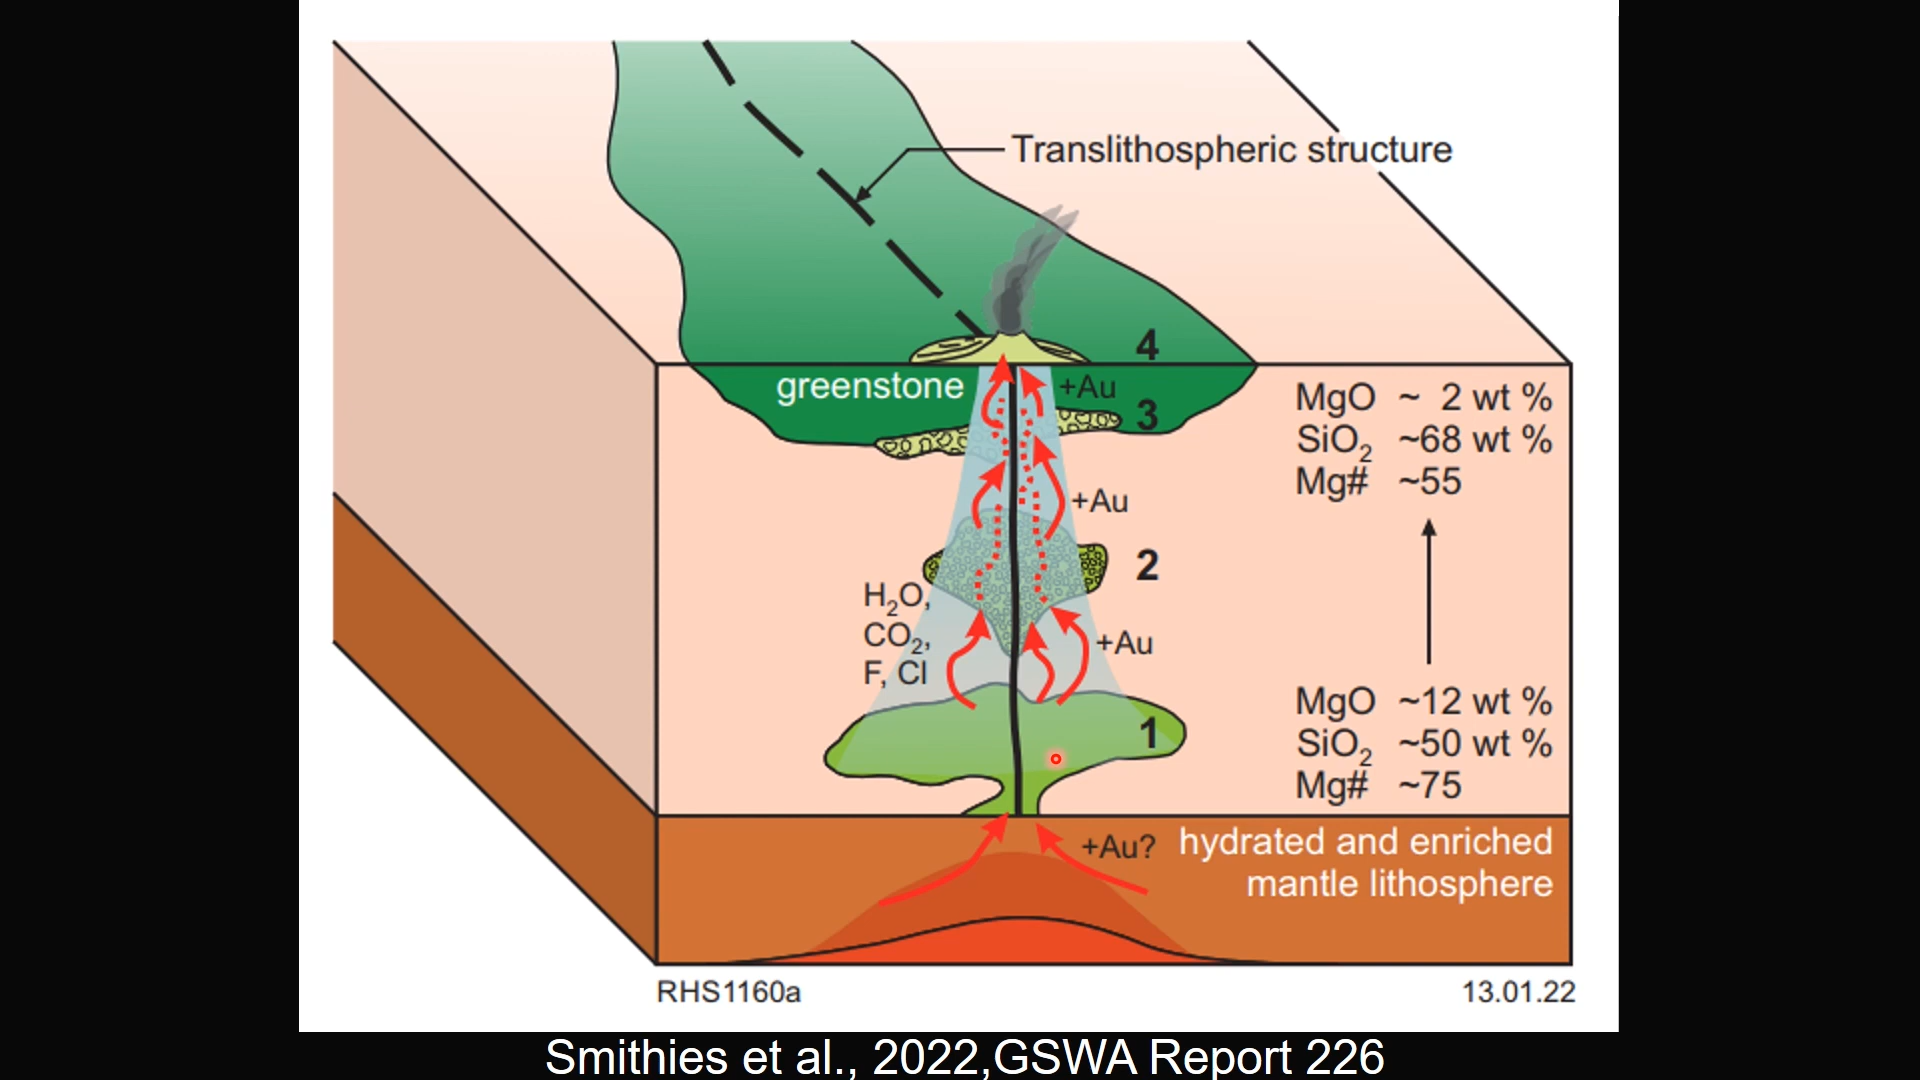 Translithospheric structure
4
greenstone
+Au
3
MgO ~ 2 wt %
SiO₂ ~68 wt %
Mg# ~55
+Au
2
H₂O,
CO₂,
F, Cl
+Au
1
MgO ~12 wt %
SiO₂ ~50 wt %
Mg# ~75
+Au?
hydrated and enriched
mantle lithosphere
RHS1160a
13.01.22
Smithies et al., 2022,GSWA Report 226